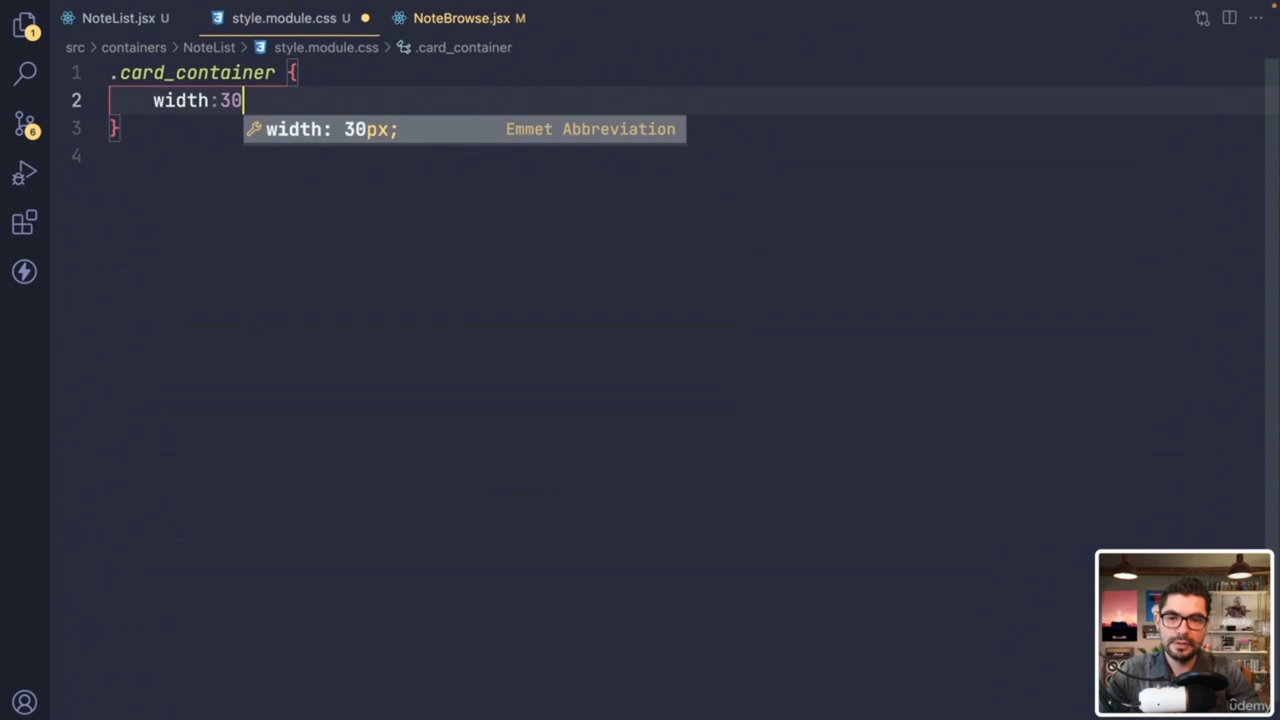 NoteList.jsx U
style.module.css U
NoteBrowse.jsx M
src > containers > NoteList > style.module.css > .card_container
1 .card_container {
2 width:30
width: 30px; Emmet Abbreviation
3 }
4
1
6
udemy